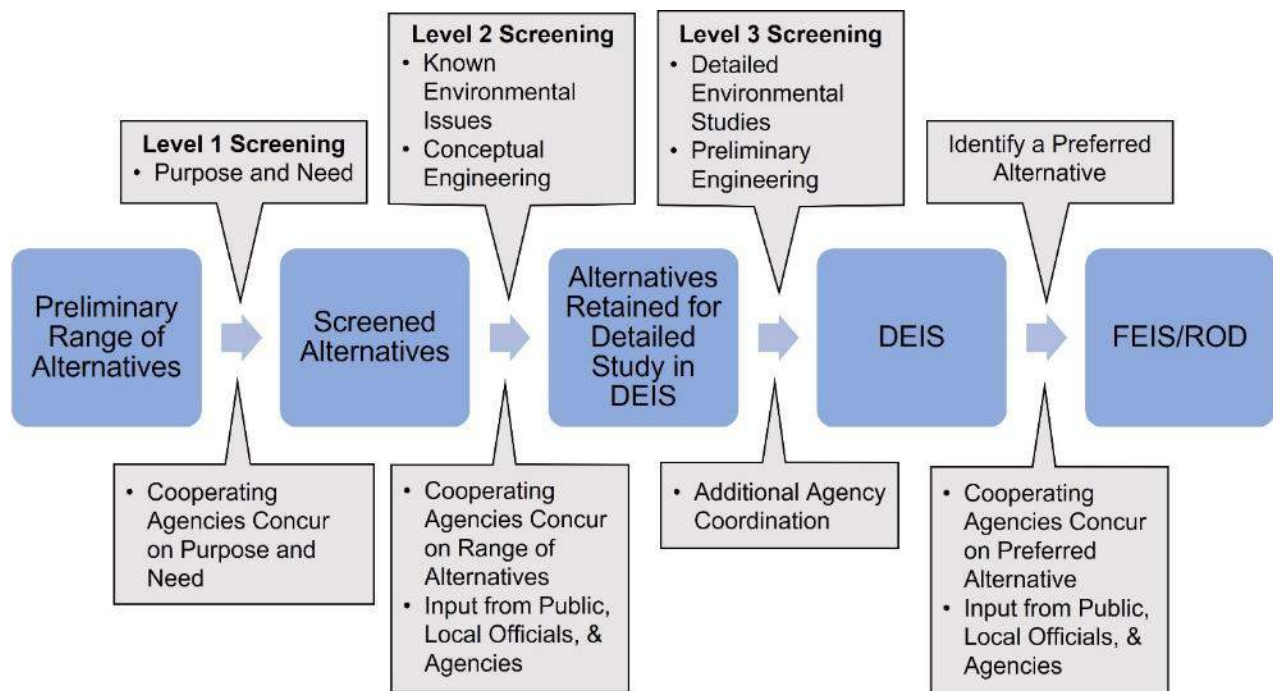 Level 1 Screening
• Purpose and Need
Level 2 Screening
• Known
Environmental
Issues
• Conceptual
Engineering
Level 3 Screening
• Detailed
Environmental
Studies
• Preliminary
Engineering
Identify a Preferred
Alternative
Preliminary
Range of
Alternatives
Screened
Alternatives
Alternatives
Retained for
Detailed
Study in
DEIS
DEIS
FEIS/ROD
• Cooperating
Agencies Concur
on Purpose and
Need
• Cooperating
Agencies Concur
on Range of
Alternatives
• Input from Public,
Local Officials, &
Agencies
• Additional Agency
Coordination
• Cooperating
Agencies Concur
on Preferred
Alternative
• Input from Public,
Local Officials, &
Agencies